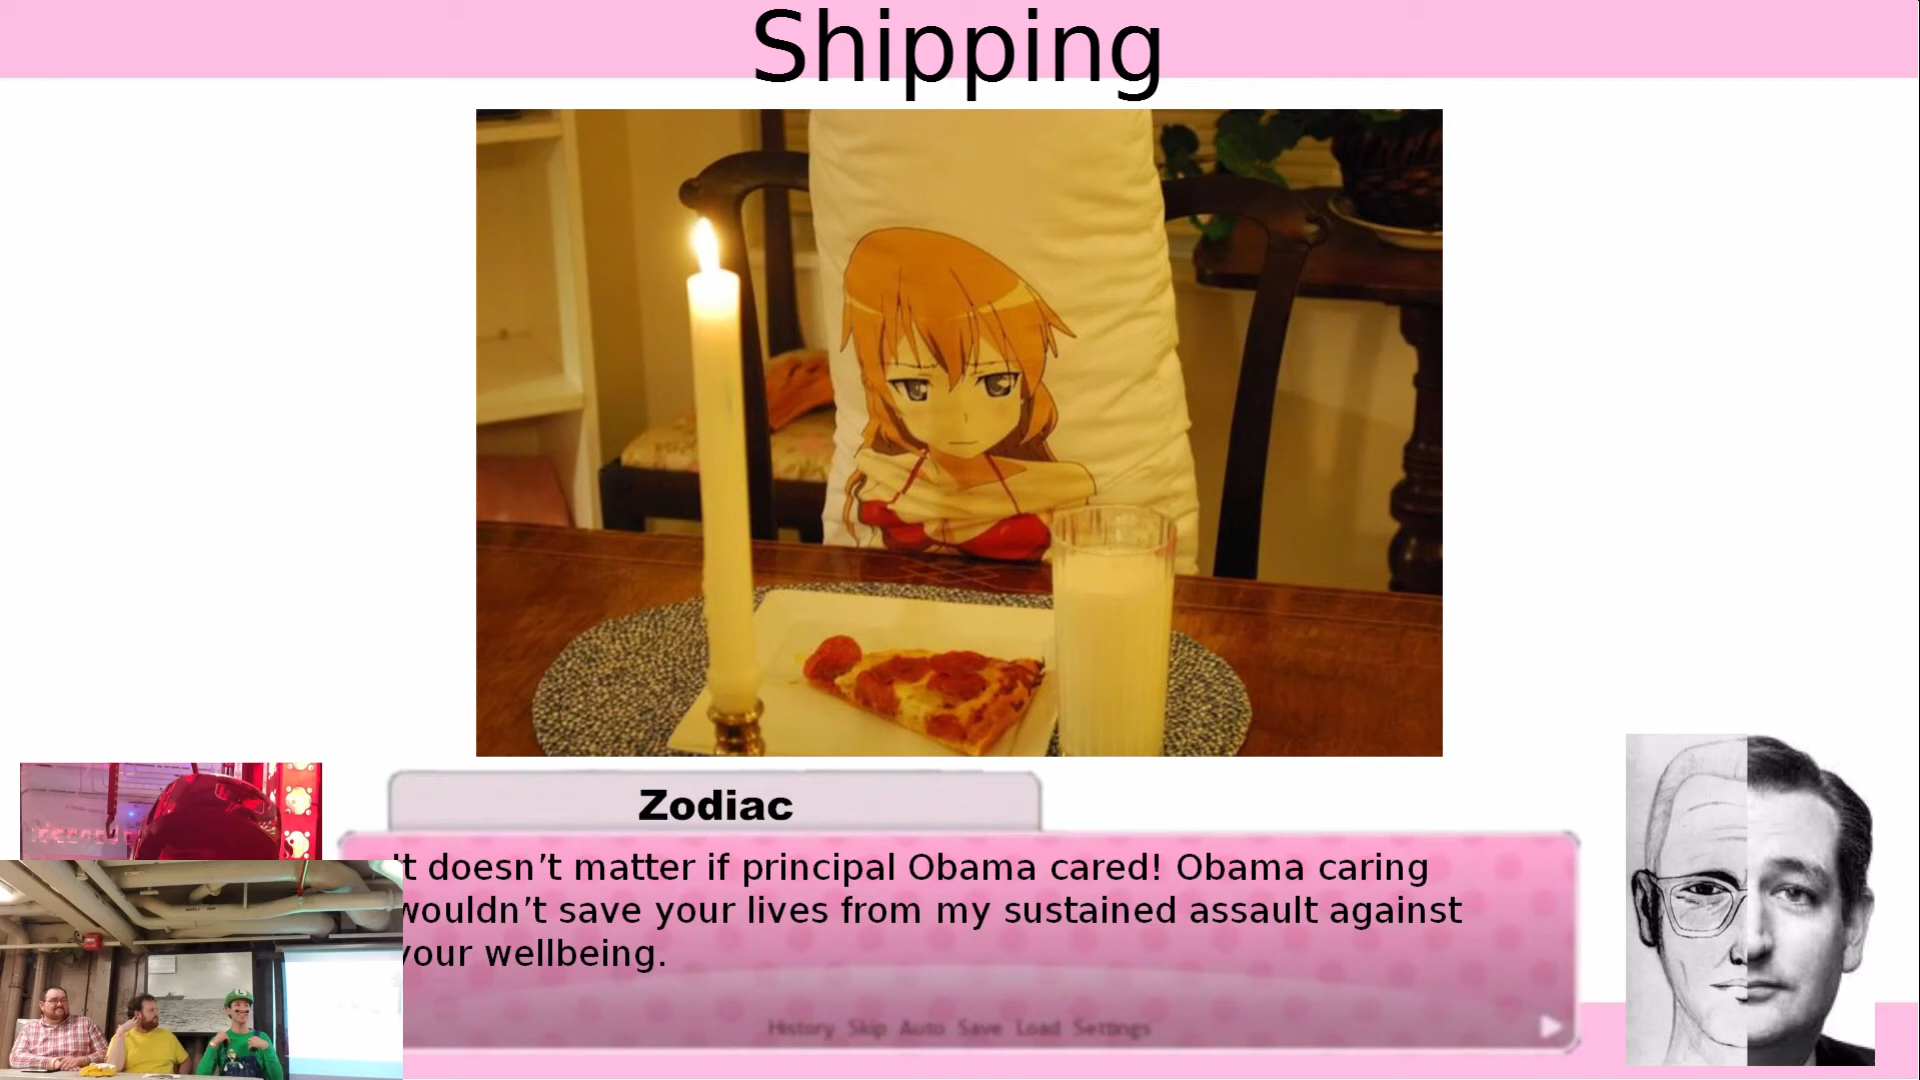 Shipping
Zodiac
It doesn't matter if principal Obama cared! Obama caring
wouldn't save your lives from my sustained assault against
your wellbeing.
History Skip Auto Save Load Settings